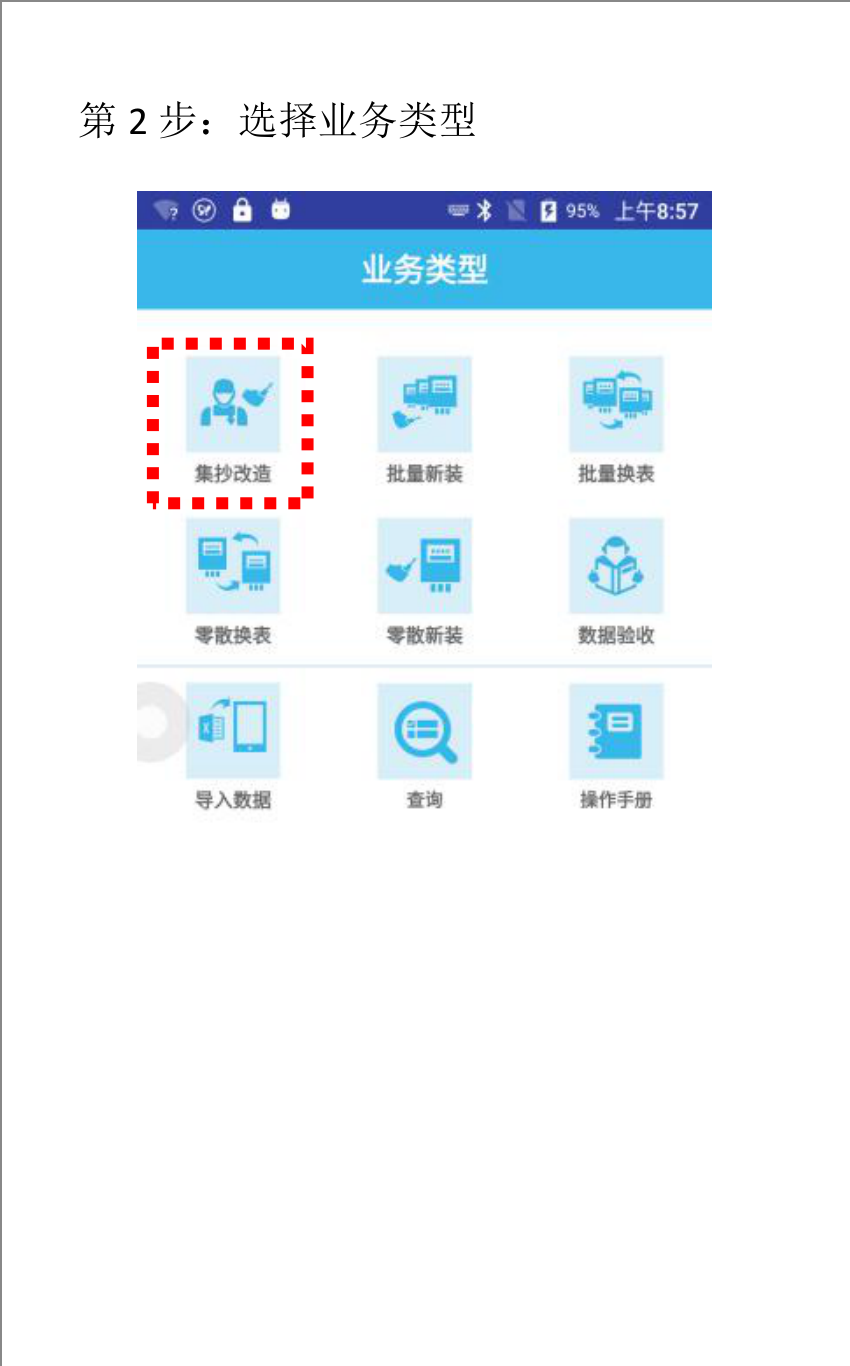 第 2 步：选择业务类型
95% 上午8:57
业务类型
集抄改造 批量新装 批量换表
零散换表 零散新装 数据验收
导入数据 查询 操作手册